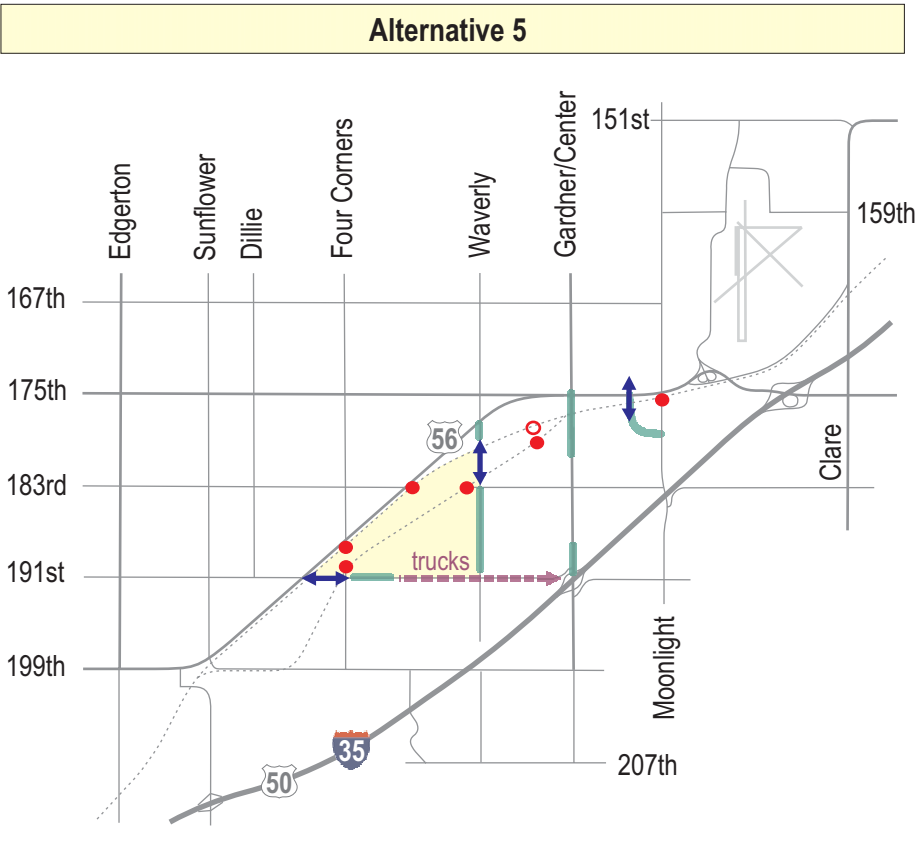 Alternative 5
151st
Edgerton
Sunflower
Dillie
Four Corners
Waverly
Gardner/Center
159th
167th
175th
56
Clare
183rd
191st
trucks
199th
Moonlight
35
50
207th